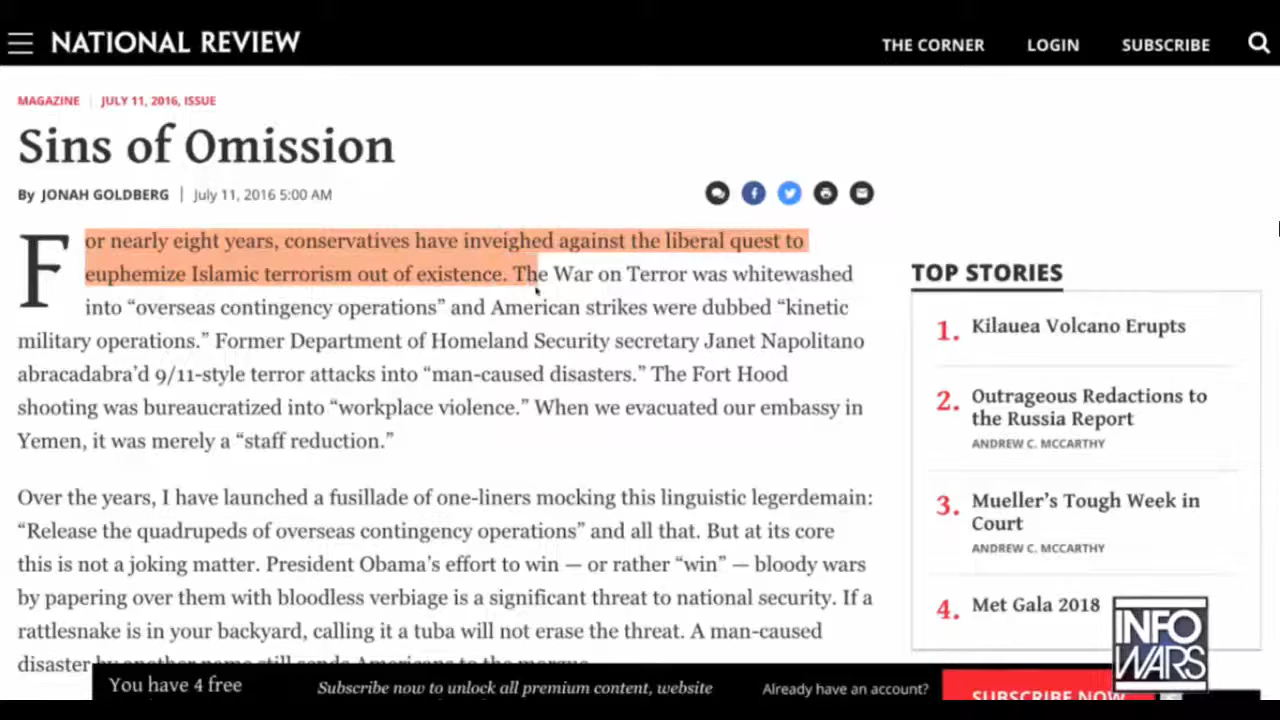 NATIONAL REVIEW
THE CORNER LOGIN SUBSCRIBE
MAGAZINE | JULY 11, 2016, ISSUE
Sins of Omission
By JONAH GOLDBERG | July 11, 2016 5:00 AM
For nearly eight years, conservatives have inveighed against the liberal quest to
euphemize Islamic terrorism out of existence. The War on Terror was whitewashed
into “overseas contingency operations” and American strikes were dubbed “kinetic
military operations.” Former Department of Homeland Security secretary Janet Napolitano
abracadabra’d 9/11-style terror attacks into “man-caused disasters.” The Fort Hood
shooting was bureaucratized into “workplace violence.” When we evacuated our embassy in
Yemen, it was merely a “staff reduction.”
Over the years, I have launched a fusillade of one-liners mocking this linguistic legerdemain:
“Release the quadrupeds of overseas contingency operations” and all that. But at its core
this is not a joking matter. President Obama’s effort to win — or rather “win” — bloody wars
by papering over them with bloodless verbiage is a significant threat to national security. If a
rattlesnake is in your backyard, calling it a tuba will not erase the threat. A man-caused
disaster by another name still sends Americans to the morgue.
TOP STORIES
1. Kilauea Volcano Erupts
2. Outrageous Redactions to
the Russia Report
ANDREW C. MCCARTHY
3. Mueller’s Tough Week in
Court
ANDREW C. MCCARTHY
4. Met Gala 2018
INFO
WARS
You have 4 free
Subscribe now to unlock all premium content, website
Already have an account?
SUBSCRIBE NOW